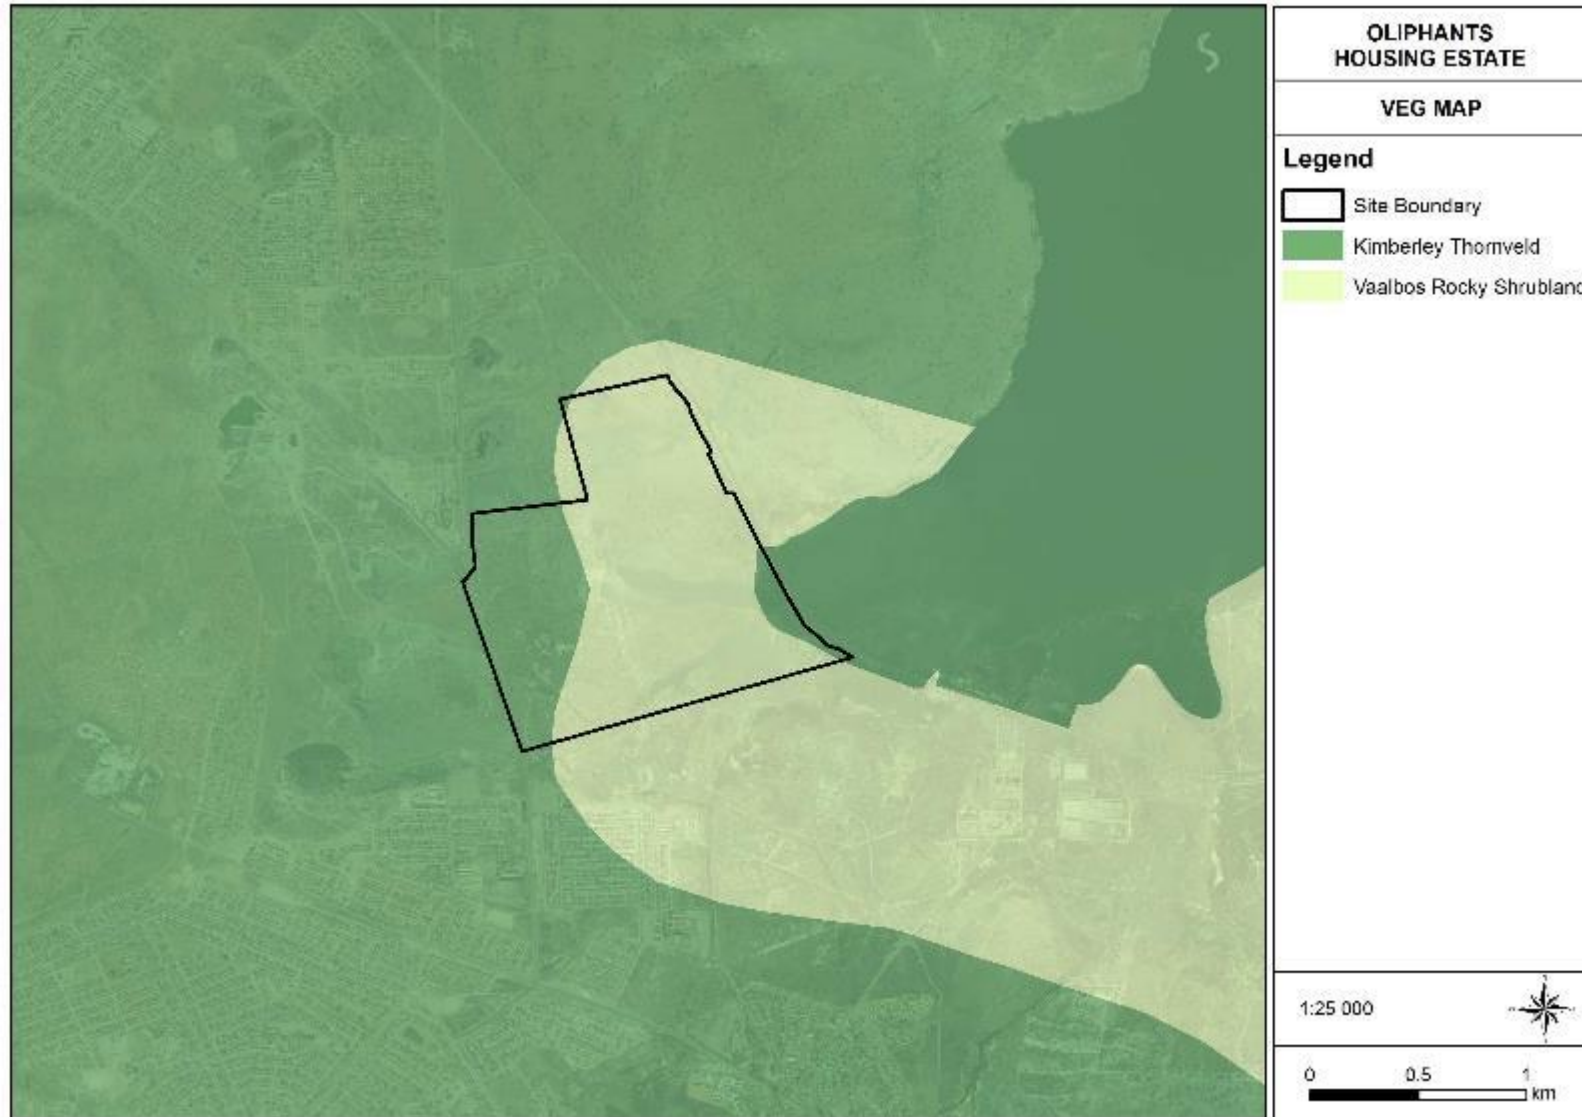 OLIPHANTS
HOUSING ESTATE
VEG MAP
Legend
Site Boundary
Kimberley Thornveld
Vaalbos Rocky Shrubland
1:25 000
0 0.5 1
km